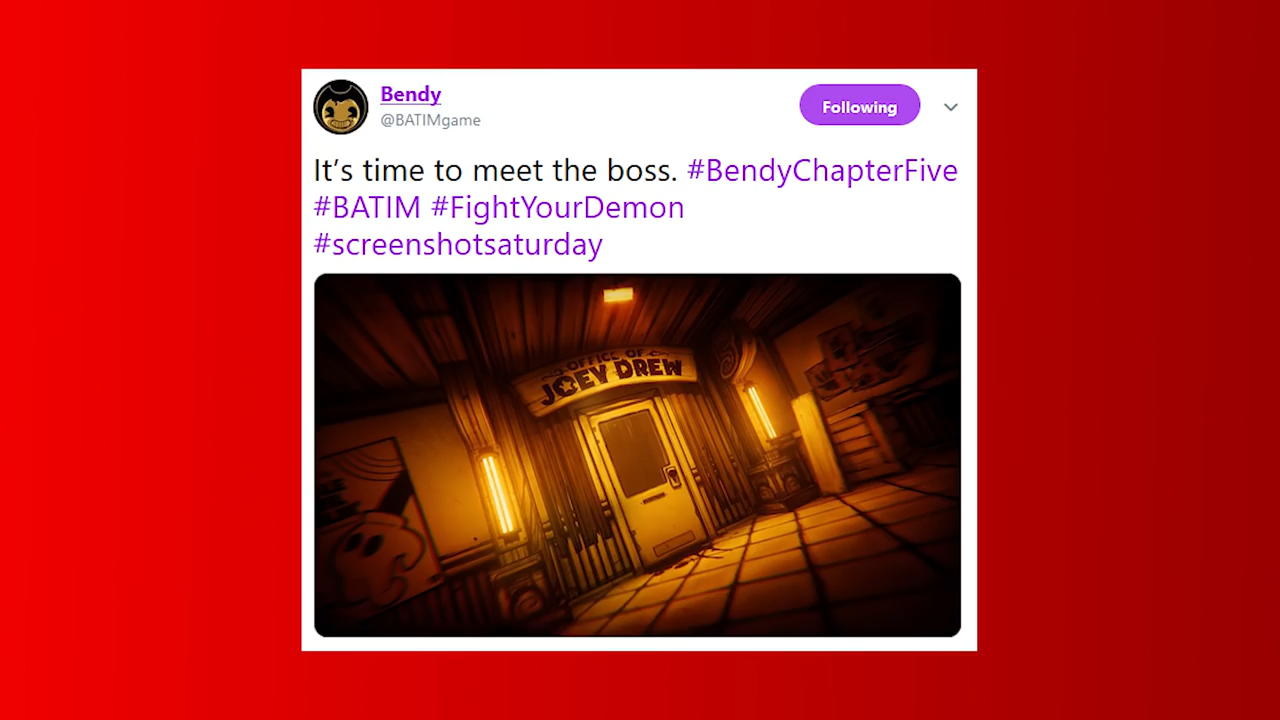 Bendy
@BATIMgame
Following
It’s time to meet the boss. #BendyChapterFive
#BATIM #FightYourDemon
#screenshotsaturday
OFFICE OF
JOEY DREW